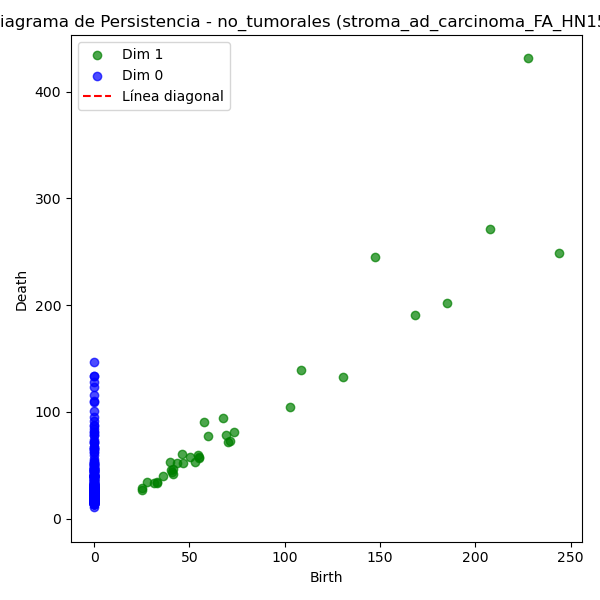 iagrama de Persistencia - no_tumorales (stroma_ad_carcinoma_FA_HN15
Dim 1
Dim 0
Línea diagonal
400
300
200
100
0
Death
0 50 100 150 200 250
Birth